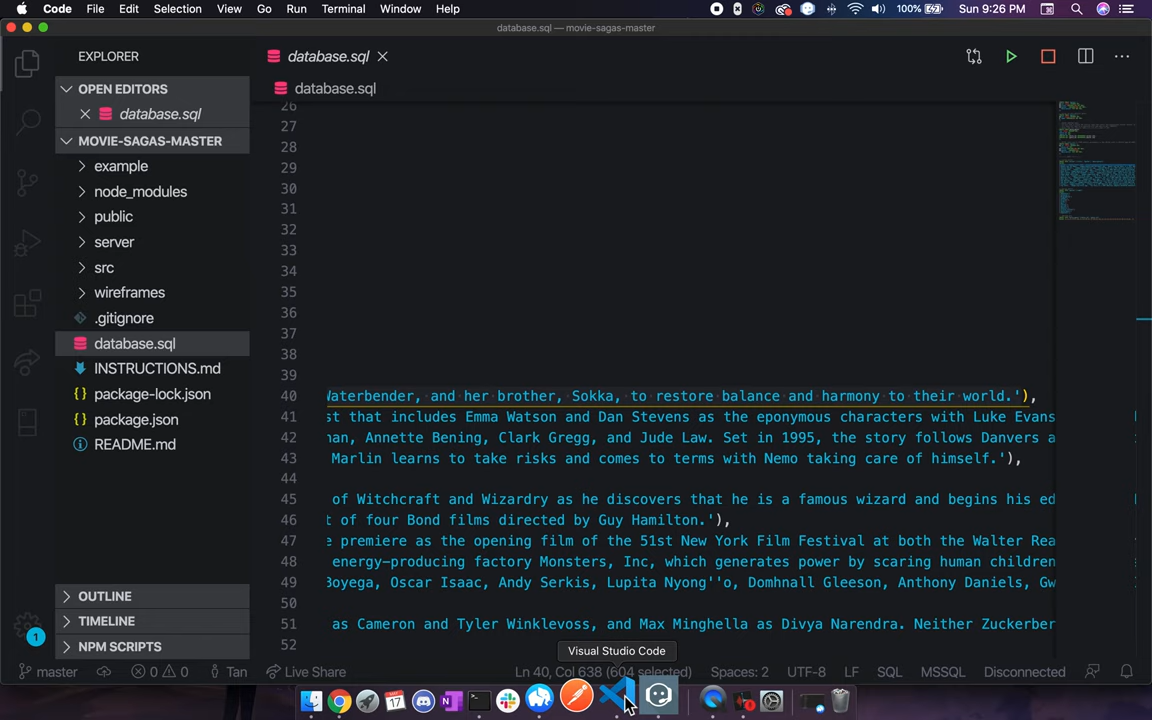 Code File Edit Selection View Go Run Terminal Window Help
100% Sun 9:26 PM
database.sql — movie-sagas-master
EXPLORER
OPEN EDITORS
database.sql
MOVIE-SAGAS-MASTER
example
node_modules
public
server
src
wireframes
.gitignore
database.sql
INSTRUCTIONS.md
package-lock.json
package.json
README.md
OUTLINE
TIMELINE
NPM SCRIPTS
database.sql
database.sql
26
27
28
29
30
31
32
33
34
35
36
37
38
39
40 Waterbender, and her brother, Sokka, to restore balance and harmony to their world.'),
41 st that includes Emma Watson and Dan Stevens as the eponymous characters with Luke Evans
42 nan, Annette Bening, Clark Gregg, and Jude Law. Set in 1995, the story follows Danvers a
43 Marlin learns to take risks and comes to terms with Nemo taking care of himself.'),
44
45 of Witchcraft and Wizardry as he discovers that he is a famous wizard and begins his ed
46 t of four Bond films directed by Guy Hamilton.'),
47 e premiere as the opening film of the 51st New York Film Festival at both the Walter Rea
48 energy-producing factory Monsters, Inc, which generates power by scaring human children
49 Boyega, Oscar Isaac, Andy Serkis, Lupita Nyong''o, Domhnall Gleeson, Anthony Daniels, Gw
50
51 as Cameron and Tyler Winklevoss, and Max Minghella as Divya Narendra. Neither Zuckerber
52
Visual Studio Code
1
master 0 0 Tan Live Share Ln 40, Col 638 (604 selected) Spaces: 2 UTF-8 LF SQL MSSQL Disconnected
17